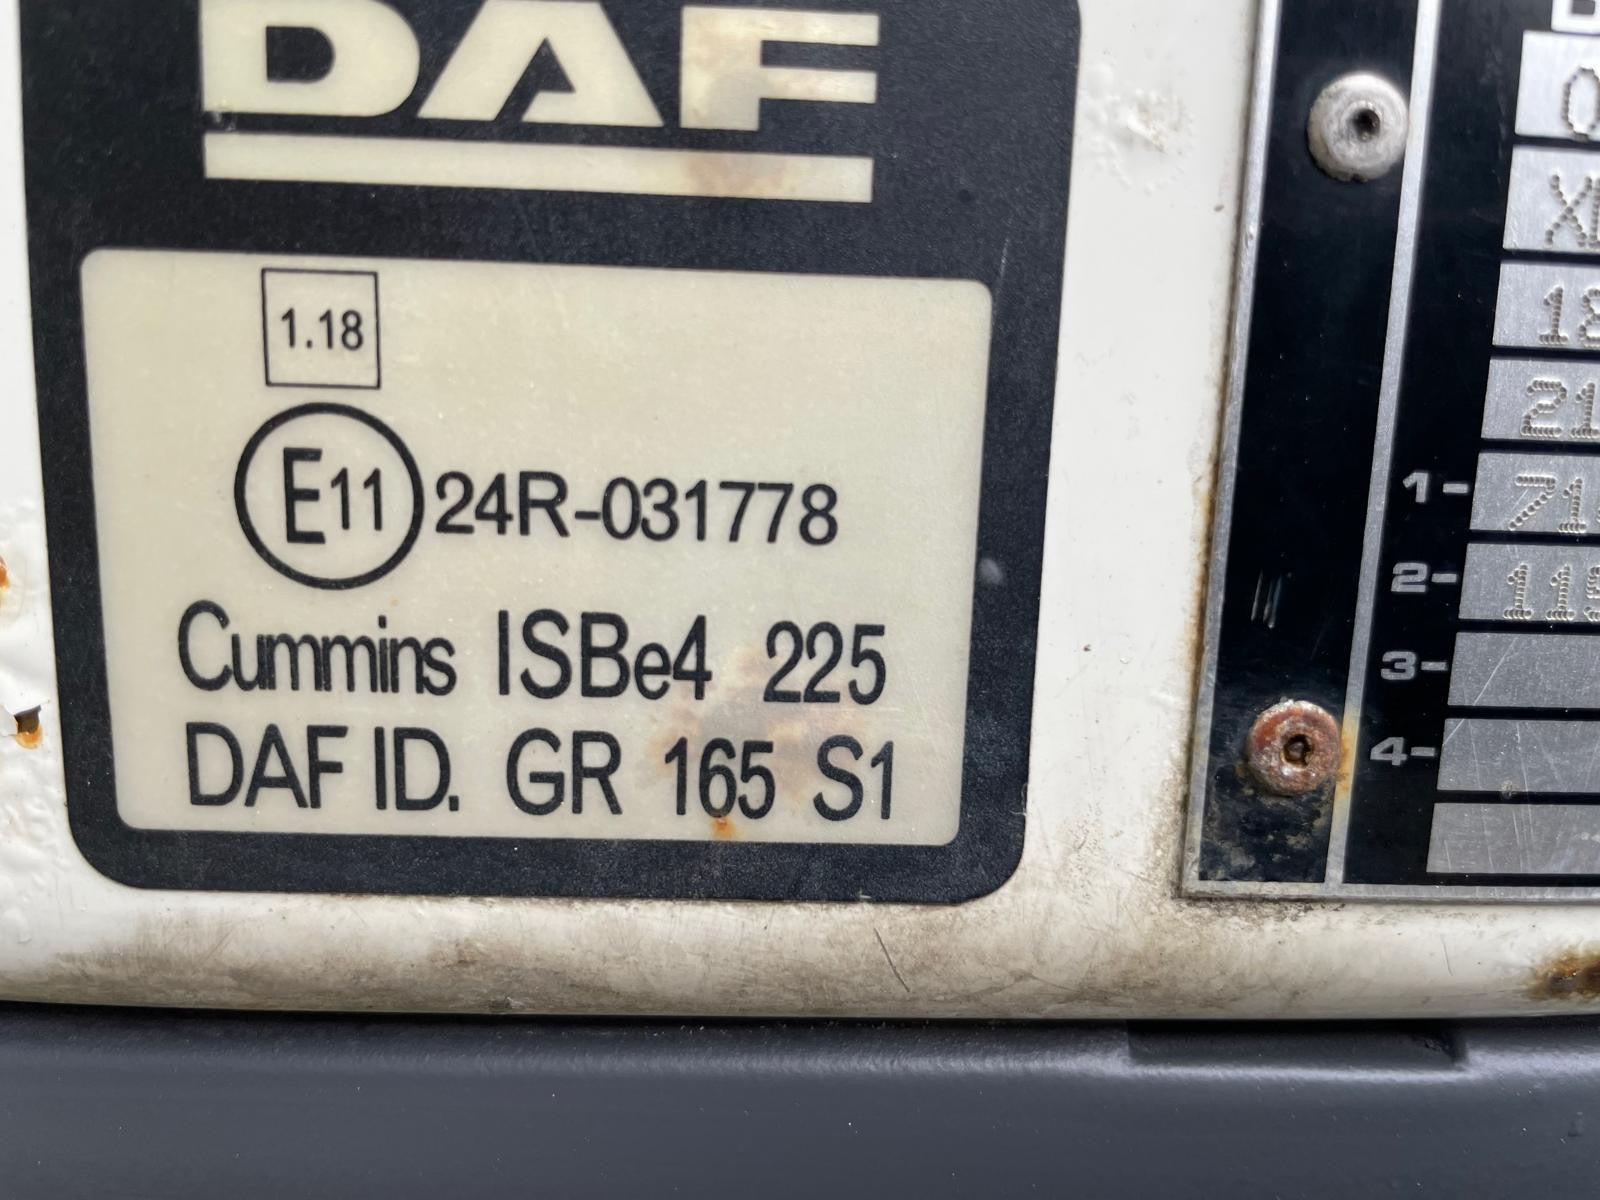 DAF
1.18
E11 24R-031778
Cummins ISBe4 225
DAF ID. GR 165 S1
1-
2-
3-
4-